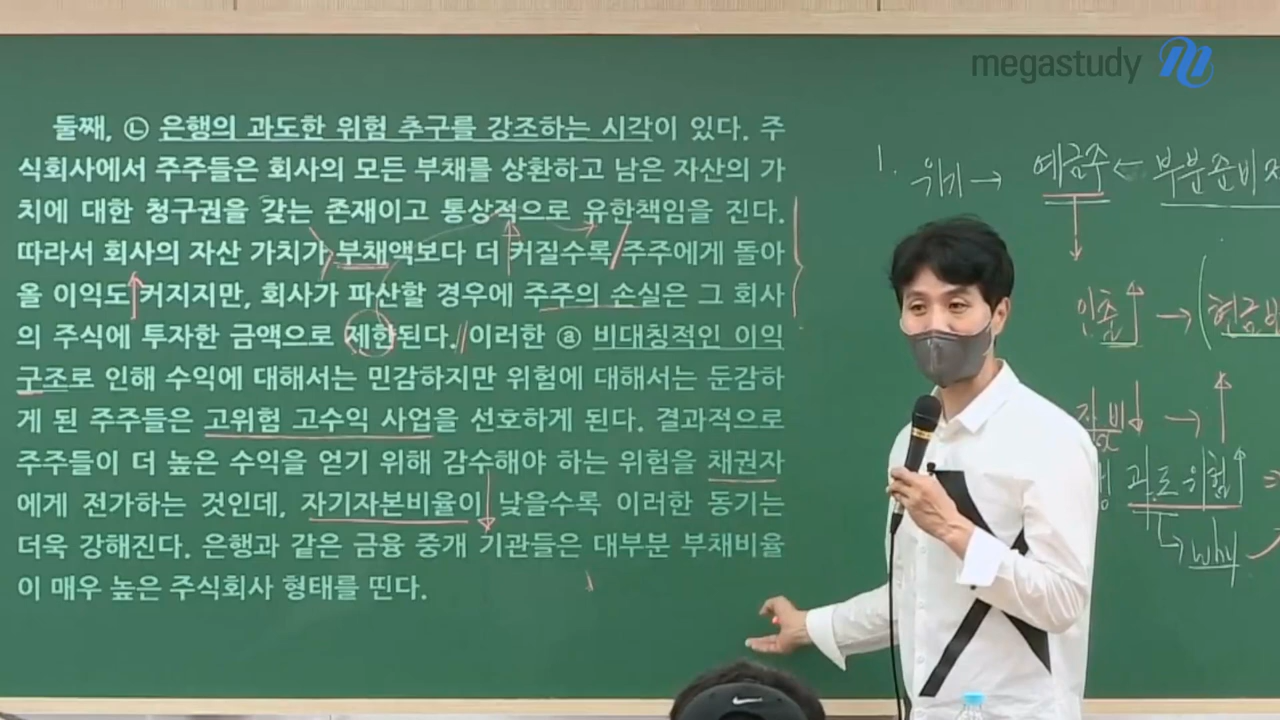 megastudy
둘째, ㉡ 은행의 과도한 위험 추구를 강조하는 시각이 있다. 주
식회사에서 주주들은 회사의 모든 부채를 상환하고 남은 자산의 가
치에 대한 청구권을 갖는 존재이고 통상적으로 유한책임을 진다.
따라서 회사의 자산 가치가 부채액보다 더 커질수록 주주에게 돌아
올 이익도 커지지만, 회사가 파산할 경우에 주주의 손실은 그 회사
의 주식에 투자한 금액으로 제한된다. 이러한 ⓐ 비대칭적인 이익
구조로 인해 수익에 대해서는 민감하지만 위험에 대해서는 둔감하
게 된 주주들은 고위험 고수익 사업을 선호하게 된다. 결과적으로
주주들이 더 높은 수익을 얻기 위해 감수해야 하는 위험을 채권자
에게 전가하는 것인데, 자기자본비율이 낮을수록 이러한 동기는
더욱 강해진다. 은행과 같은 금융 중개 기관들은 대부분 부채비율
이 매우 높은 주식회사 형태를 띤다.
1. 위기 → 예금주 ← 부분준비
인출↑ → (현금
↓ → ↑
과도위험↑ ⇒
↳ why